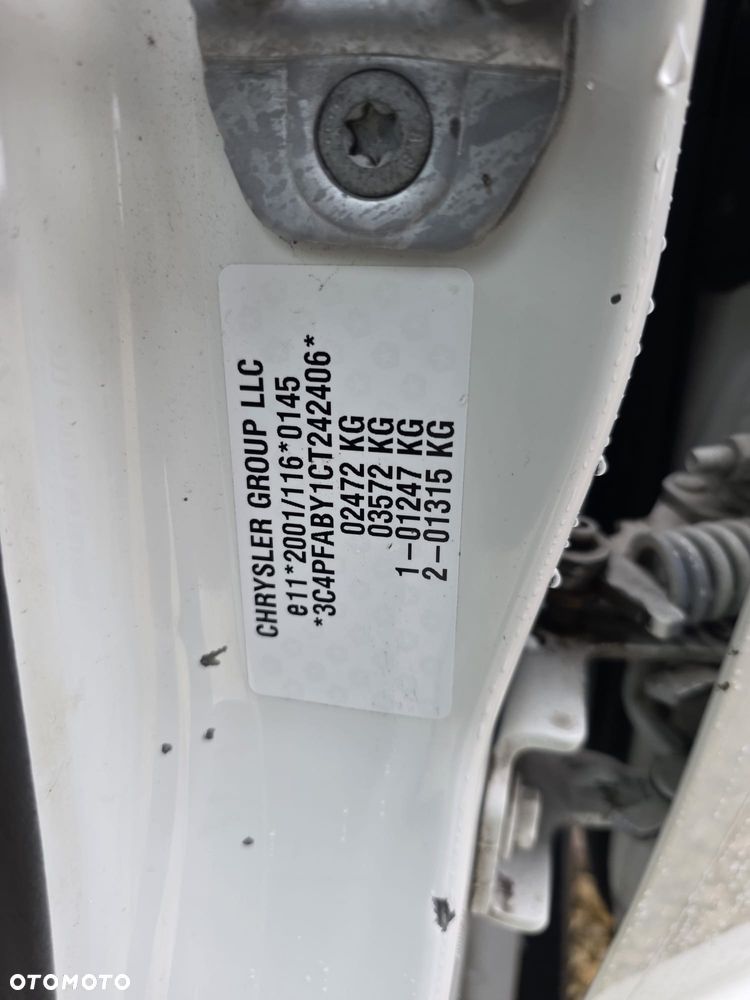 CHRYSLER GROUP LLC
e11*2001/116*0145
*3C4PFABY1CT242406*
02472 KG
03572 KG
1-01247 KG
2-01315 KG
OTOMOTO